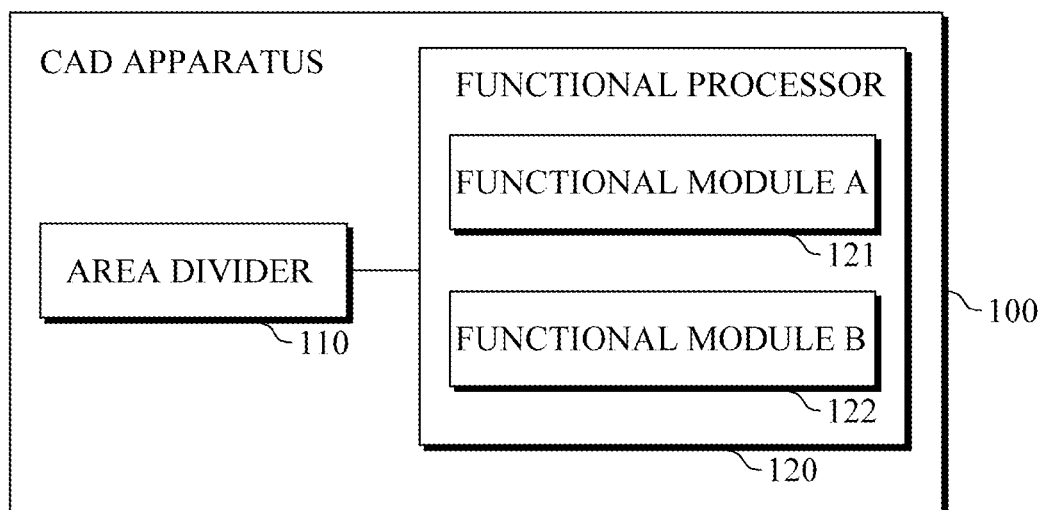 CAD APPARATUS
FUNCTIONAL PROCESSOR
FUNCTIONAL MODULE A
121
AREA DIVIDER
110
FUNCTIONAL MODULE B
122
120
100